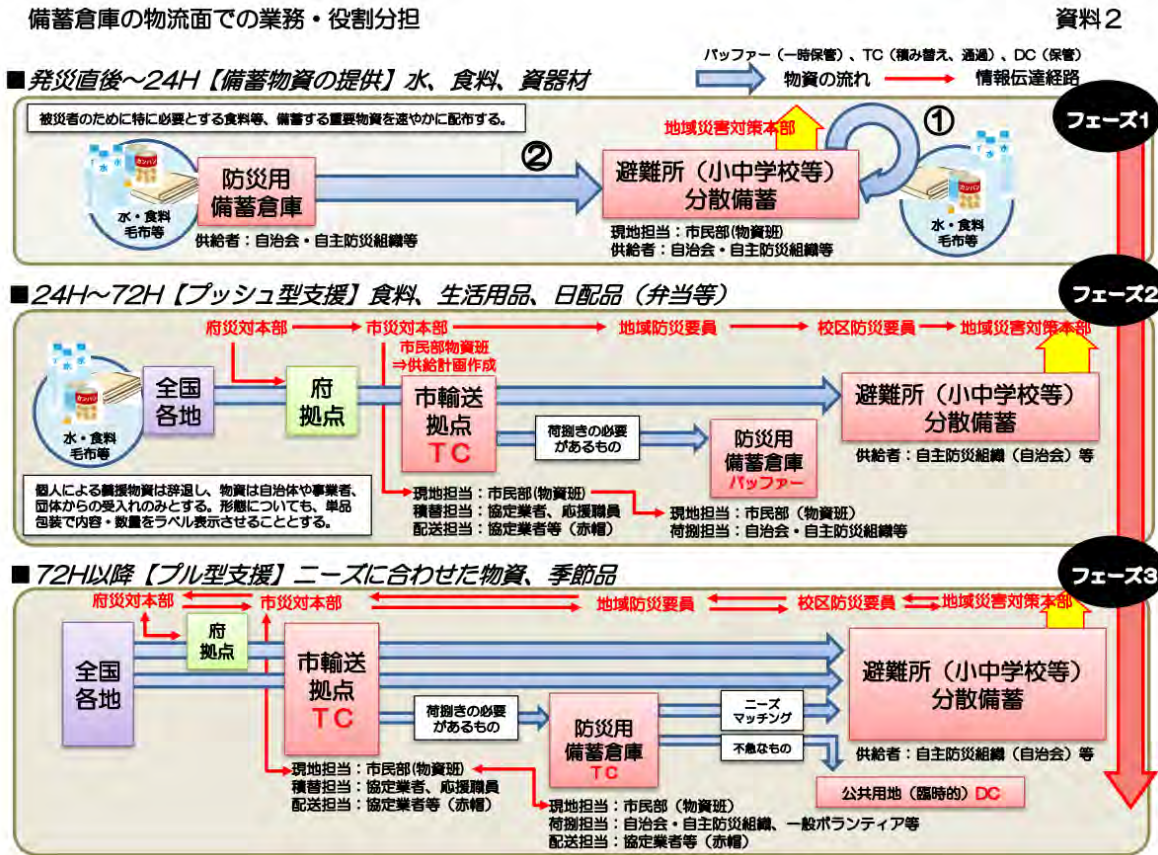 備蓄倉庫の物流面での業務・役割分担
資料2
バッファー（一時保管）、TC（積み替え、通過）、DC（保管）
物資の流れ
情報伝達経路
■発災直後～24H【備蓄物資の提供】水、食料、資器材
フェーズ1
被災者のために特に必要とする食料等、備蓄する重要物資を速やかに配布する。
水・食料
毛布等
防災用
備蓄倉庫
供給者：自治会・自主防災組織等
②
地域災害対策本部
①
避難所（小中学校等）
分散備蓄
現地担当：市民部(物資班)
供給者：自治会・自主防災組織等
水・食料
毛布等
■24H～72H【プッシュ型支援】食料、生活用品、日配品（弁当等）
フェーズ2
府災対本部
市災対本部
地域防災要員
校区防災要員
地域災害対策本部
市民部物資班
⇒供給計画作成
水・食料
毛布等
全国
各地
府
拠点
市輸送
拠点
TC
荷捌きの必要
があるもの
防災用
備蓄倉庫
バッファー
避難所（小中学校等）
分散備蓄
供給者：自主防災組織（自治会）等
個人による義援物資は辞退し、物資は自治体や事業者、
団体からの受入れのみとする。形態についても、単品
包装で内容・数量をラベル表示させることとする。
現地担当：市民部(物資班)
積替担当：協定業者、応援職員
配送担当：協定業者等（赤帽）
現地担当：市民部（物資班）
荷捌担当：自治会・自主防災組織等
■72H以降【プル型支援】ニーズに合わせた物資、季節品
フェーズ3
府災対本部
市災対本部
地域防災要員
校区防災要員
地域災害対策本部
全国
各地
府
拠点
市輸送
拠点
TC
荷捌きの必要
があるもの
防災用
備蓄倉庫
TC
ニーズ
マッチング
不急なもの
避難所（小中学校等）
分散備蓄
供給者：自主防災組織（自治会）等
公共用地（臨時的）DC
現地担当：市民部(物資班)
積替担当：協定業者、応援職員
配送担当：協定業者等（赤帽）
現地担当：市民部（物資班）
荷捌担当：自治会・自主防災組織、一般ボランティア等
配送担当：協定業者等（赤帽）